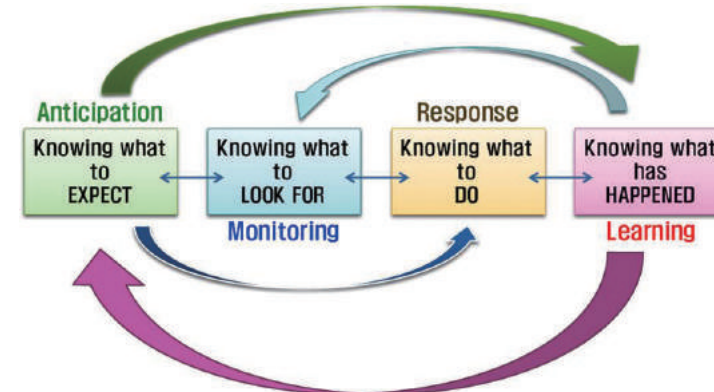 Anticipation
Response
Knowing what
to
EXPECT
Knowing what
to
LOOK FOR
Knowing what
to
DO
Knowing what
has
HAPPENED
Monitoring
Learning